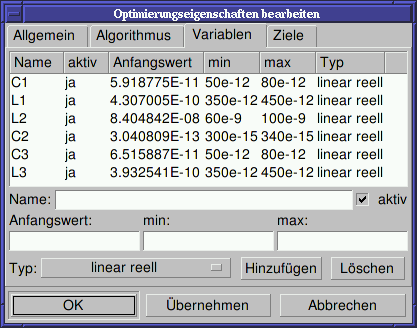 Optimierungseigenschaften bearbeiten
Allgemein Algorithmus Variablen Ziele
Name aktiv Anfangswert min max Typ
C1 ja 5.918775E-11 50e-12 80e-12 linear reell
L1 ja 4.307005E-10 350e-12 450e-12 linear reell
L2 ja 8.404842E-08 60e-9 100e-9 linear reell
C2 ja 3.040809E-13 300e-15 340e-15 linear reell
C3 ja 6.515887E-11 50e-12 80e-12 linear reell
L3 ja 3.932541E-10 350e-12 450e-12 linear reell
Name: aktiv
Anfangswert: min: max:
Typ: linear reell Hinzufügen Löschen
OK Übernehmen Abbrechen